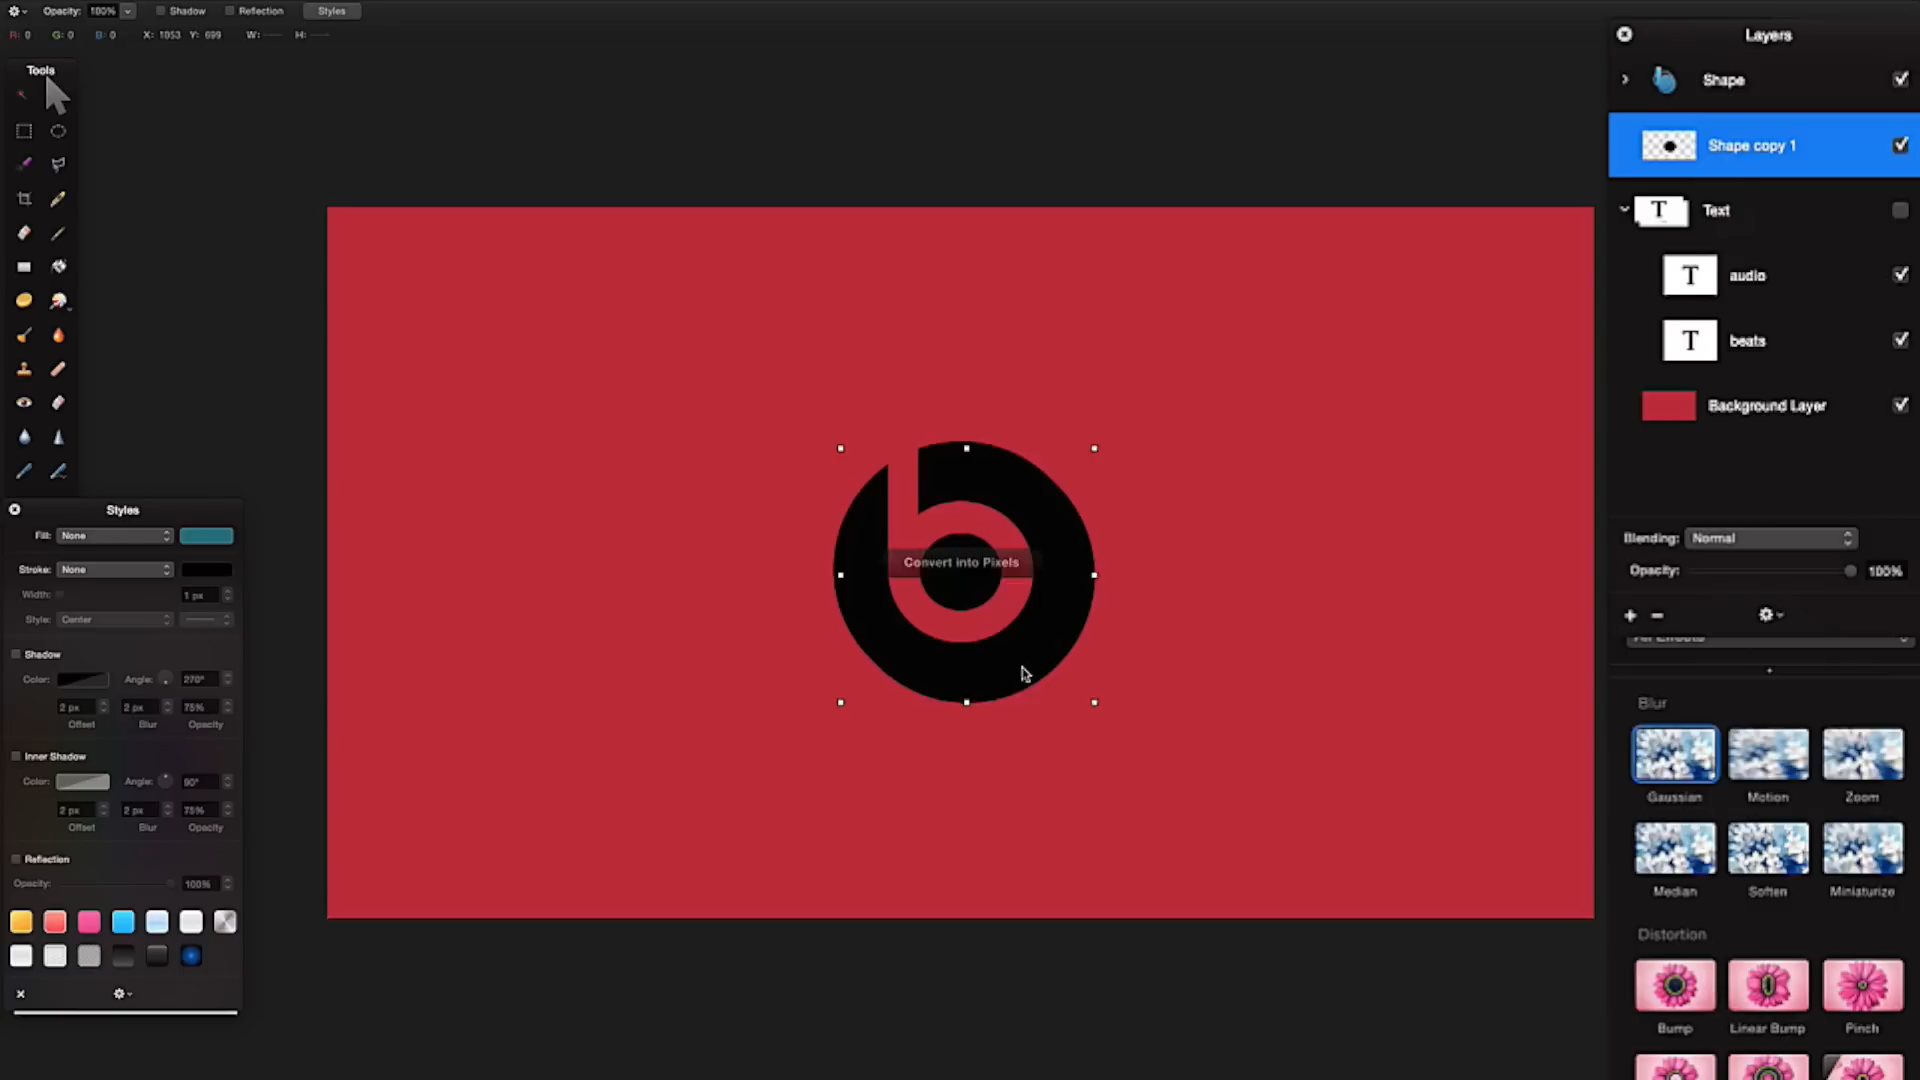 Opacity: 100% Shadow Reflection Styles
R: 0 G: 0 B: 0 X: 1053 Y: 699 W: H:
Tools
Styles
Fill: None
Stroke: None
Width: 1 px
Style: Center
Shadow
Color: Angle: 270°
2 px 2 px 75%
Offset Blur Opacity
Inner Shadow
Color: Angle: 90°
2 px 2 px 75%
Offset Blur Opacity
Reflection
Opacity: 100%
Convert into Pixels
Layers
Shape
Shape copy 1
T Text
T audio
T beats
Background Layer
Blending: Normal
Opacity: 100%
All Effects
Blur
Gaussian Motion Zoom
Median Soften Miniaturize
Distortion
Bump Linear Bump Pinch